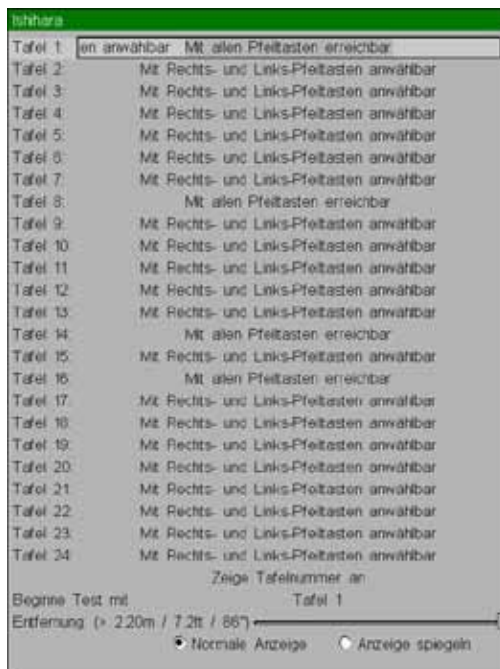 Ishihara
Tafel 1: en anwählbar Mit allen Pfeiltasten erreichbar
Tafel 2: Mit Rechts- und Links-Pfeiltasten anwählbar
Tafel 3: Mit Rechts- und Links-Pfeiltasten anwählbar
Tafel 4: Mit Rechts- und Links-Pfeiltasten anwählbar
Tafel 5: Mit Rechts- und Links-Pfeiltasten anwählbar
Tafel 6: Mit Rechts- und Links-Pfeiltasten anwählbar
Tafel 7: Mit Rechts- und Links-Pfeiltasten anwählbar
Tafel 8: Mit allen Pfeiltasten erreichbar
Tafel 9: Mit Rechts- und Links-Pfeiltasten anwählbar
Tafel 10: Mit Rechts- und Links-Pfeiltasten anwählbar
Tafel 11: Mit Rechts- und Links-Pfeiltasten anwählbar
Tafel 12: Mit Rechts- und Links-Pfeiltasten anwählbar
Tafel 13: Mit Rechts- und Links-Pfeiltasten anwählbar
Tafel 14: Mit allen Pfeiltasten erreichbar
Tafel 15: Mit Rechts- und Links-Pfeiltasten anwählbar
Tafel 16: Mit allen Pfeiltasten erreichbar
Tafel 17: Mit Rechts- und Links-Pfeiltasten anwählbar
Tafel 18: Mit Rechts- und Links-Pfeiltasten anwählbar
Tafel 19: Mit Rechts- und Links-Pfeiltasten anwählbar
Tafel 20: Mit Rechts- und Links-Pfeiltasten anwählbar
Tafel 21: Mit Rechts- und Links-Pfeiltasten anwählbar
Tafel 22: Mit Rechts- und Links-Pfeiltasten anwählbar
Tafel 23: Mit Rechts- und Links-Pfeiltasten anwählbar
Tafel 24: Mit Rechts- und Links-Pfeiltasten anwählbar
Zeige Tafelnummer an
Beginne Test mit Tafel 1
Entfernung (> 2.20m / 7.2ft / 86")
Normale Anzeige Anzeige spiegeln